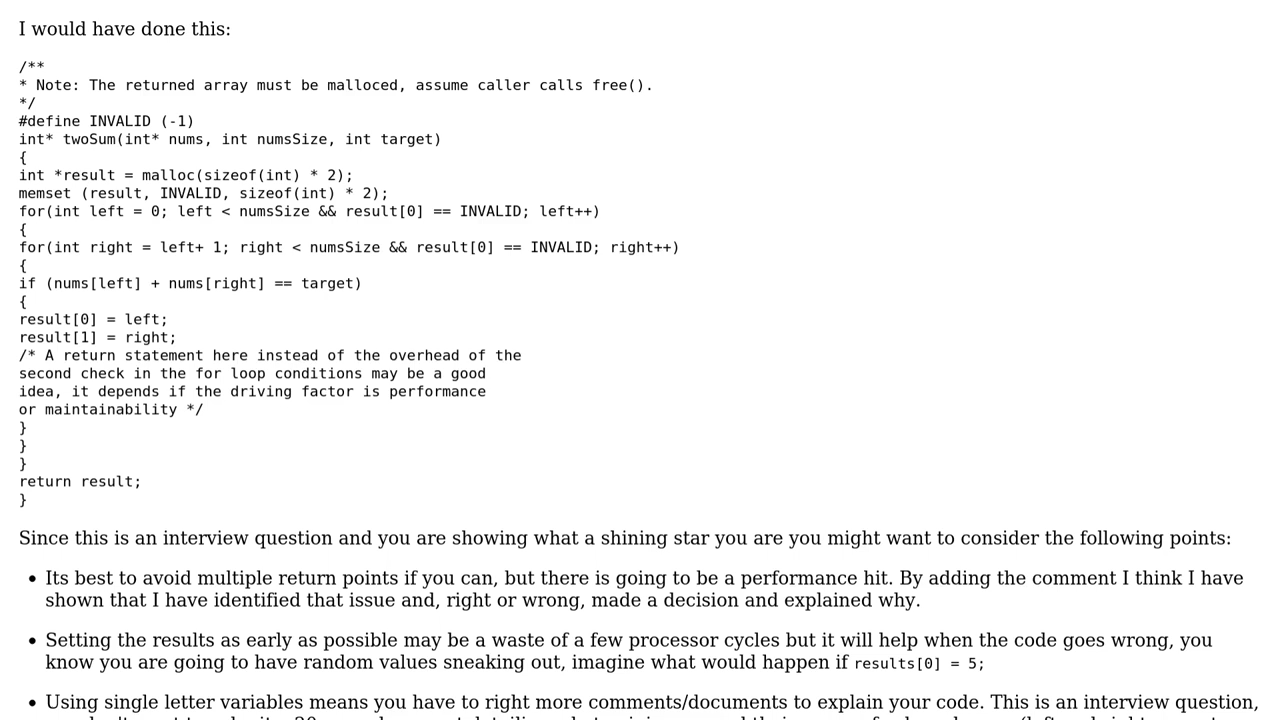 I would have done this:
/**
* Note: The returned array must be malloced, assume caller calls free().
*/
#define INVALID (-1)
int* twoSum(int* nums, int numsSize, int target)
{
int *result = malloc(sizeof(int) * 2);
memset (result, INVALID, sizeof(int) * 2);
for(int left = 0; left < numsSize && result[0] == INVALID; left++)
{
for(int right = left+ 1; right < numsSize && result[0] == INVALID; right++)
{
if (nums[left] + nums[right] == target)
{
result[0] = left;
result[1] = right;
/* A return statement here instead of the overhead of the
second check in the for loop conditions may be a good
idea, it depends if the driving factor is performance
or maintainability */
}
}
}
return result;
}
Since this is an interview question and you are showing what a shining star you are you might want to consider the following points:
• Its best to avoid multiple return points if you can, but there is going to be a performance hit. By adding the comment I think I have
shown that I have identified that issue and, right or wrong, made a decision and explained why.
• Setting the results as early as possible may be a waste of a few processor cycles but it will help when the code goes wrong, you
know you are going to have random values sneaking out, imagine what would happen if results[0] = 5;
• Using single letter variables means you have to right more comments/documents to explain your code. This is an interview question,